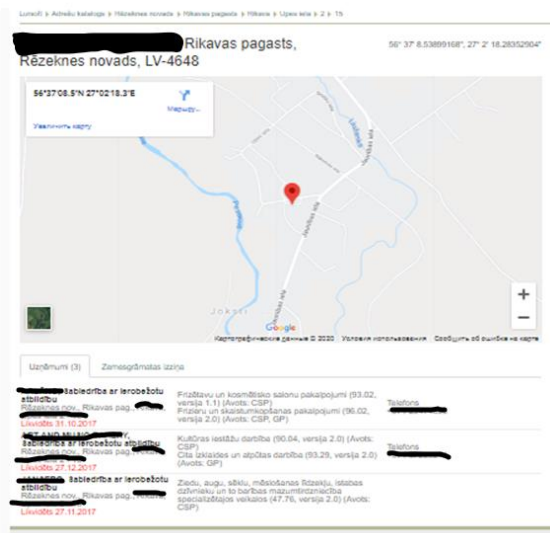 Lursoft ▸ Adrešu katalogs ▸ Rēzeknes novads ▸ Rikavas pagasts ▸ Rikava ▸ Upes iela ▸ 2 ▸ 15
Rikavas pagasts,
Rēzeknes novads, LV-4648
56° 37' 8.53899168", 27° 2' 18.28352904"
56°37'08.5"N 27°02'18.3"E
Маршру...
Увеличить карту
Jaunības iela
Jaunības iela
Jaunības iela
Joksti
Google
Картографические данные © 2020 Условия использования Сообщить об ошибке на карте
Uzņēmumi (3) Zemesgrāmatas izziņa
Sabiedrība ar ierobežotu
atbildību
Rēzeknes nov., Rikavas pag.,
Likvidēts 31.10.2017
Frizētavu un kosmētisko salonu pakalpojumi (93.02,
versija 1.1) (Avots: CSP)
Frizieru un skaistumkopšanas pakalpojumi (96.02,
versija 2.0) (Avots: CSP, GP)
Telefons
Sabiedrība ar ierobežotu atbildību
Rēzeknes nov., Rikavas pag.,
Likvidēts 27.12.2017
Kultūras iestāžu darbība (90.04, versija 2.0) (Avots:
CSP)
Cita izklaides un atpūtas darbība (93.29, versija 2.0)
(Avots: GP)
Telefons
Sabiedrība ar ierobežotu
atbildību
Rēzeknes nov., Rikavas pag.,
Likvidēts 27.11.2017
Ziedu, augu, sēklu, mēslošanas līdzekļu, istabas
dzīvnieku un to barības mazumtirdzniecība
specializētajos veikalos (47.76, versija 2.0) (Avots:
CSP)